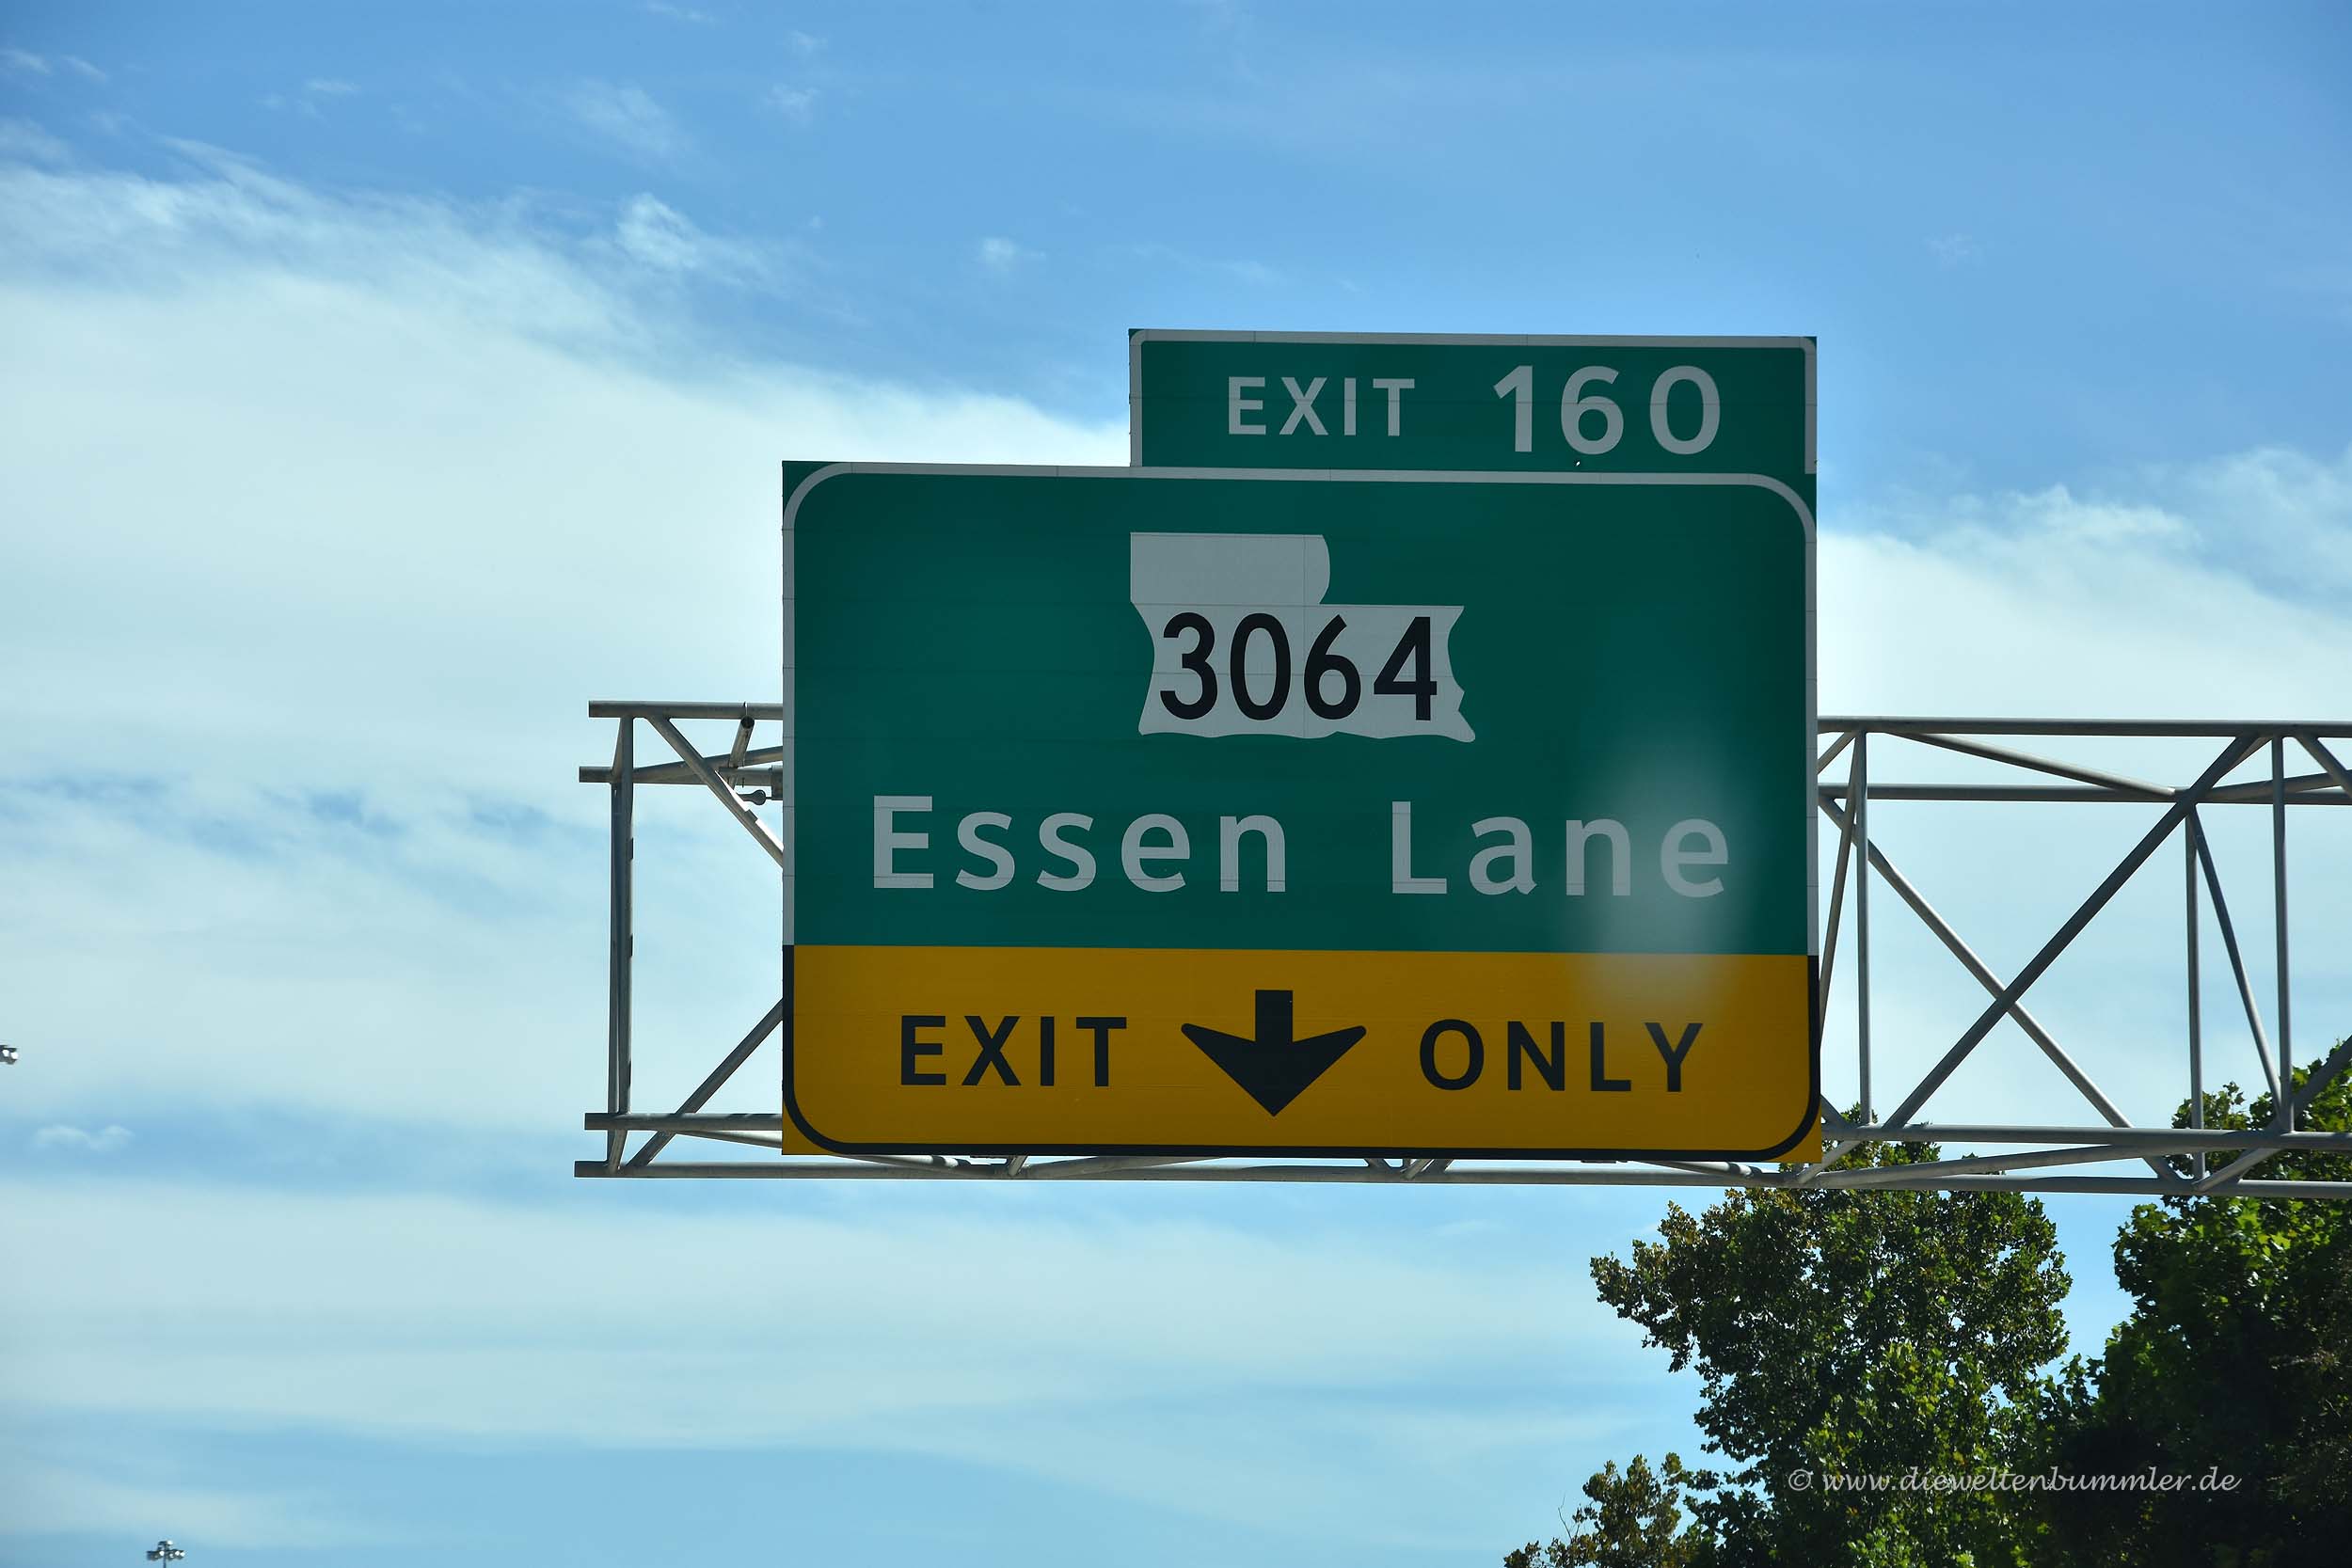 EXIT 160
3064
Essen Lane
EXIT ONLY
© www.dieweltenbummler.de